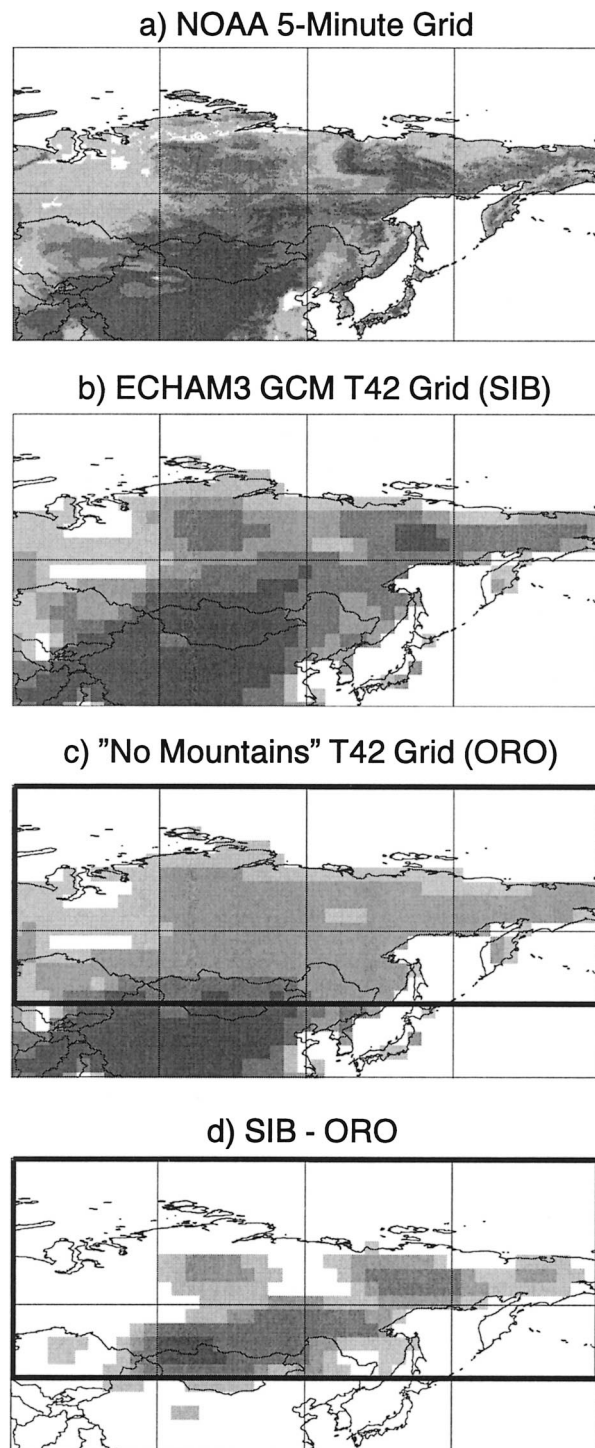 a) NOAA 5-Minute Grid
b) ECHAM3 GCM T42 Grid (SIB)
c) ”No Mountains” T42 Grid (ORO)
d) SIB - ORO